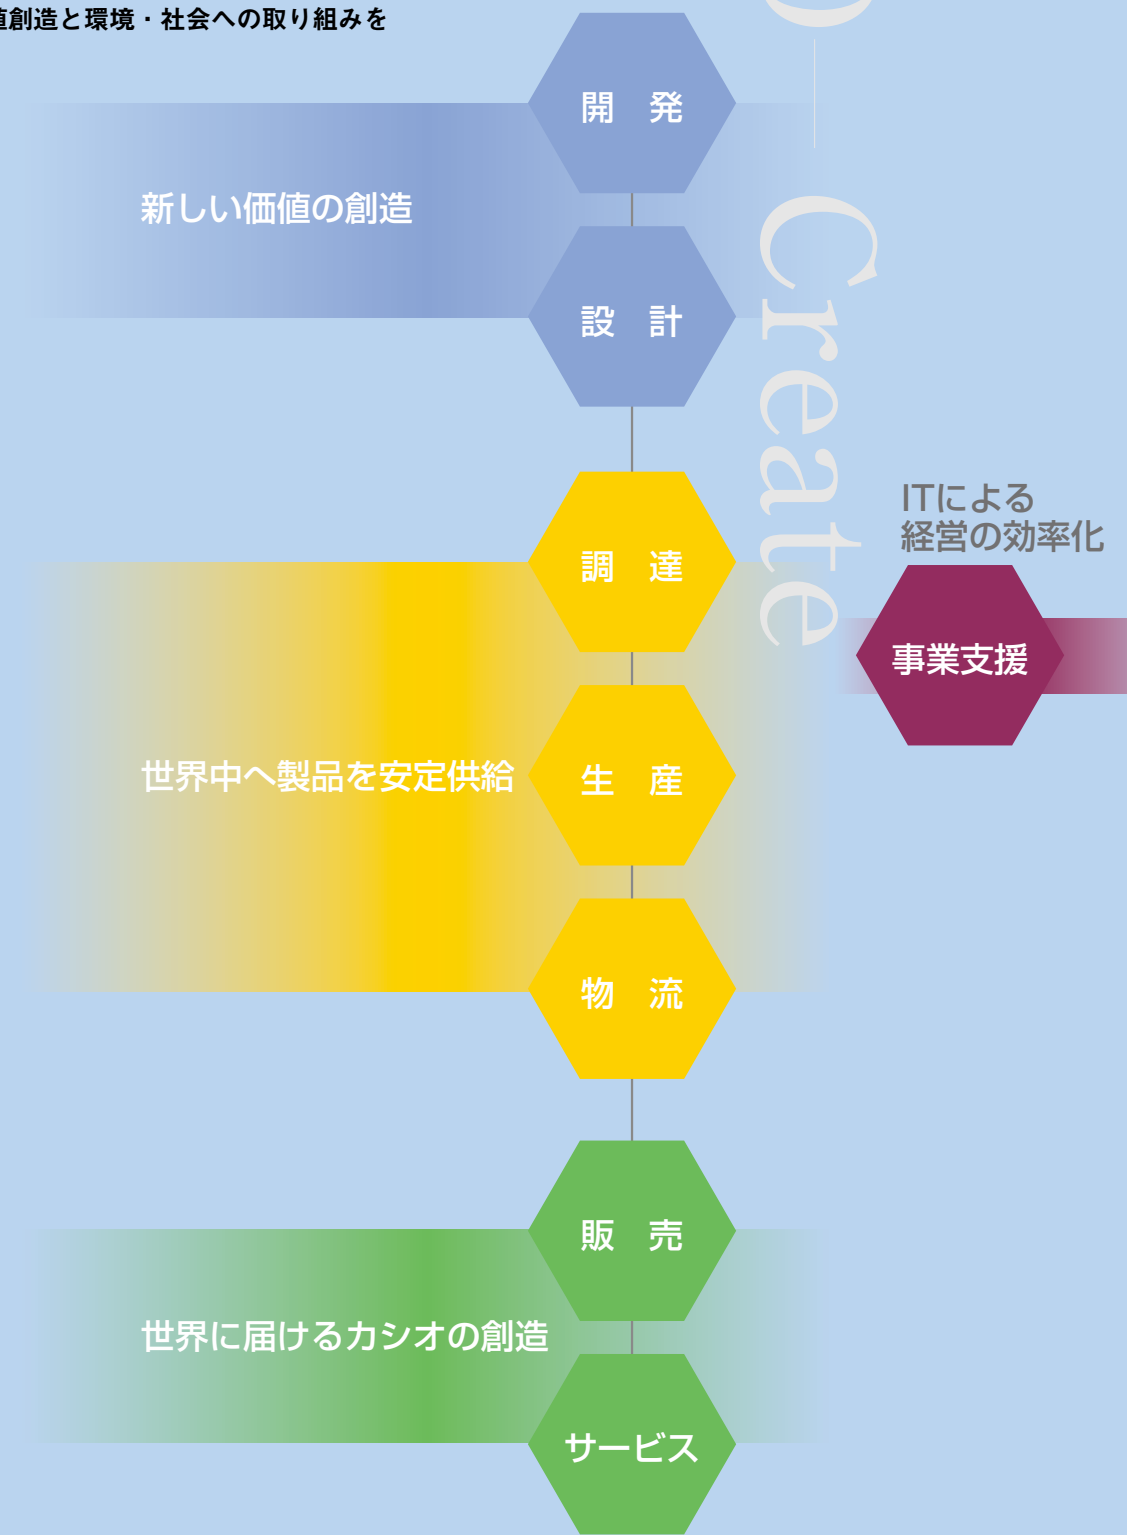 値創造と環境・社会への取り組みを
開 発
新しい価値の創造
設 計
Create
調 達
ITによる
経営の効率化
事業支援
世界中へ製品を安定供給
生 産
物 流
販 売
世界に届けるカシオの創造
サービス